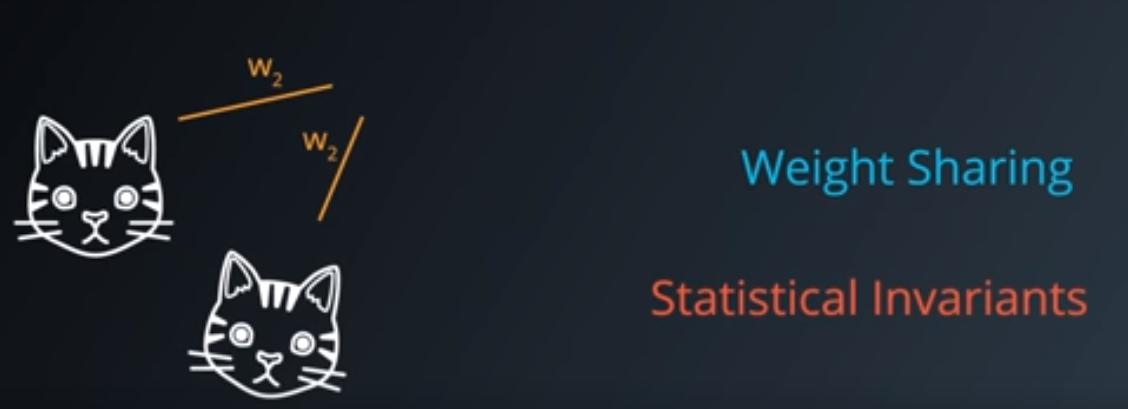 w₂
w₂
Weight Sharing
Statistical Invariants